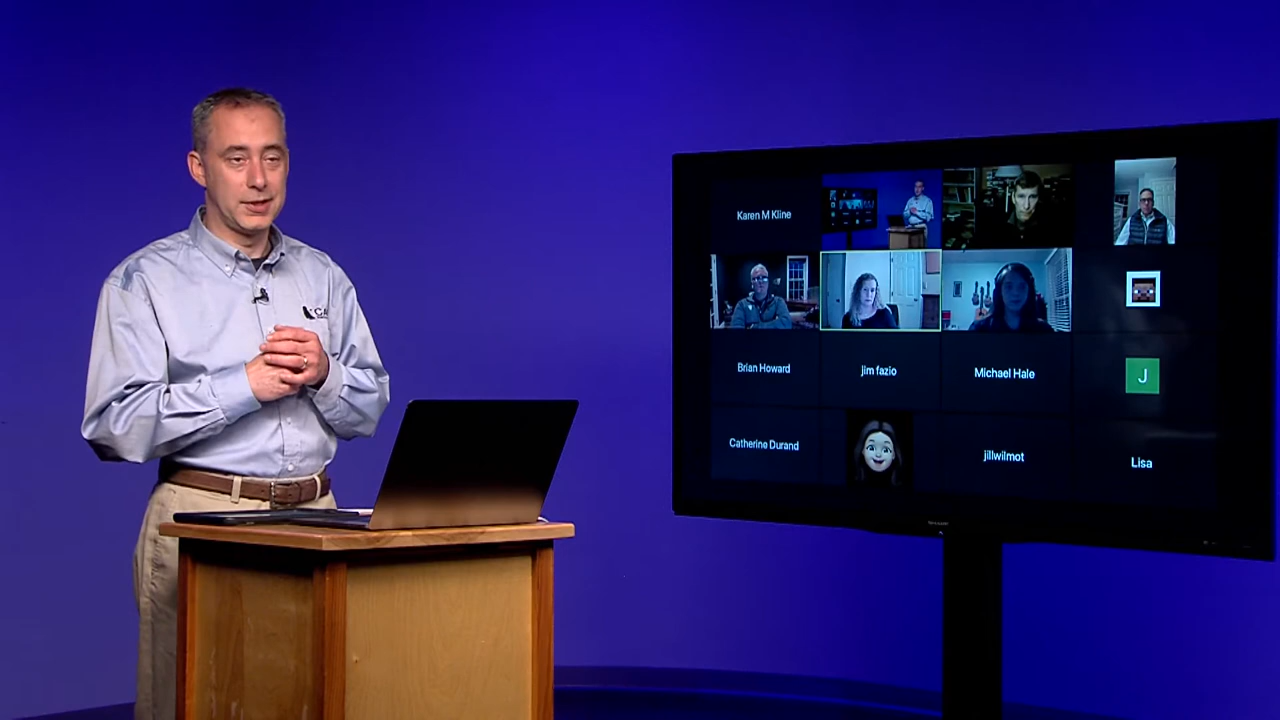 Karen M Kline
Brian Howard
jim fazio
Michael Hale
J
Catherine Durand
jillwilmot
Lisa